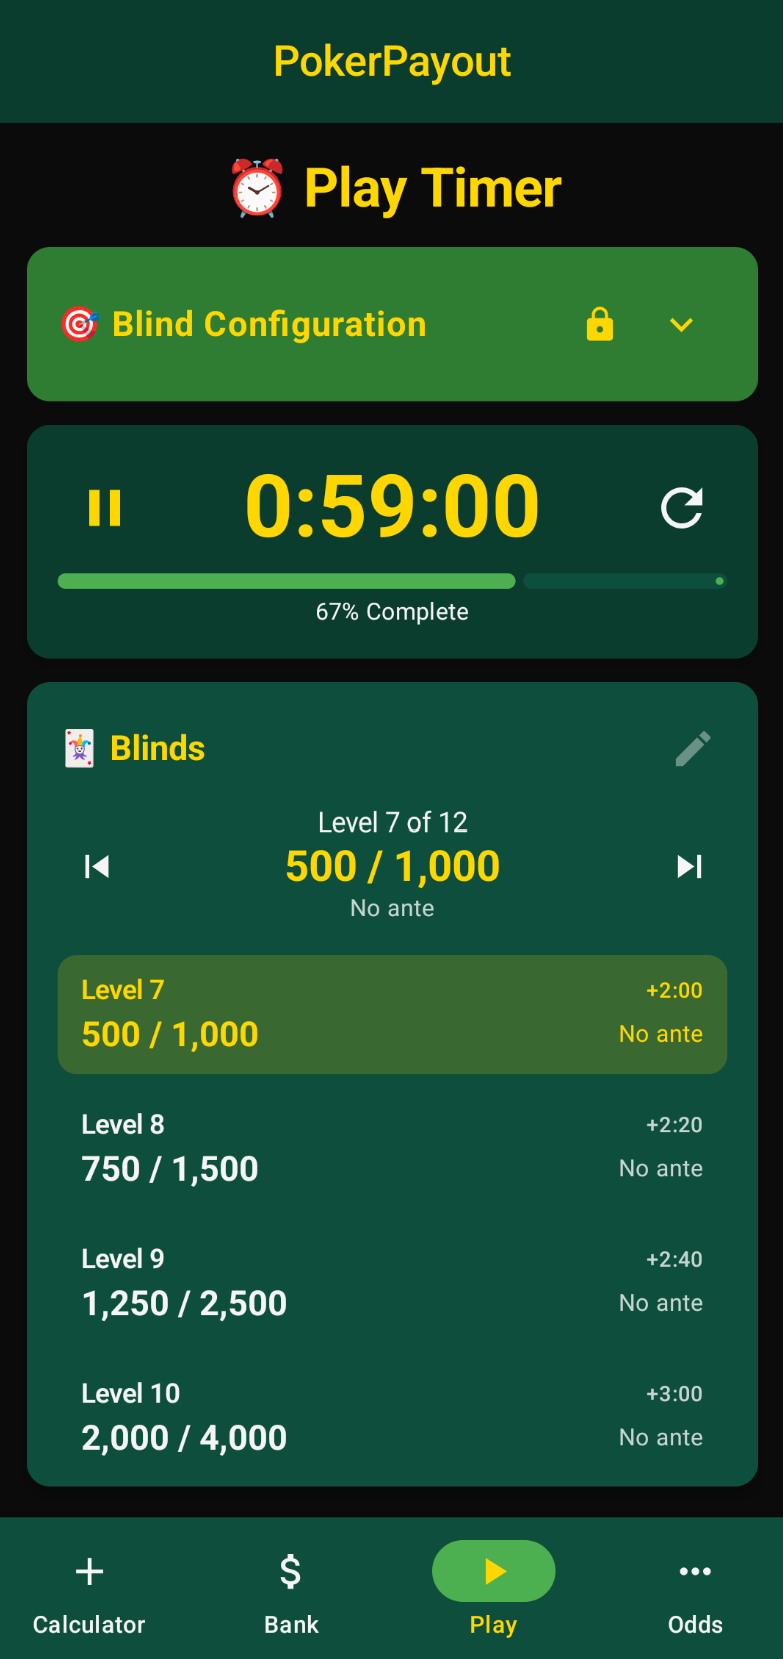 PokerPayout
Play Timer
Blind Configuration
0:59:00
67% Complete
Blinds
Level 7 of 12
500 / 1,000
No ante
Level 7 +2:00
500 / 1,000 No ante
Level 8 +2:20
750 / 1,500 No ante
Level 9 +2:40
1,250 / 2,500 No ante
Level 10 +3:00
2,000 / 4,000 No ante
Calculator Bank Play Odds